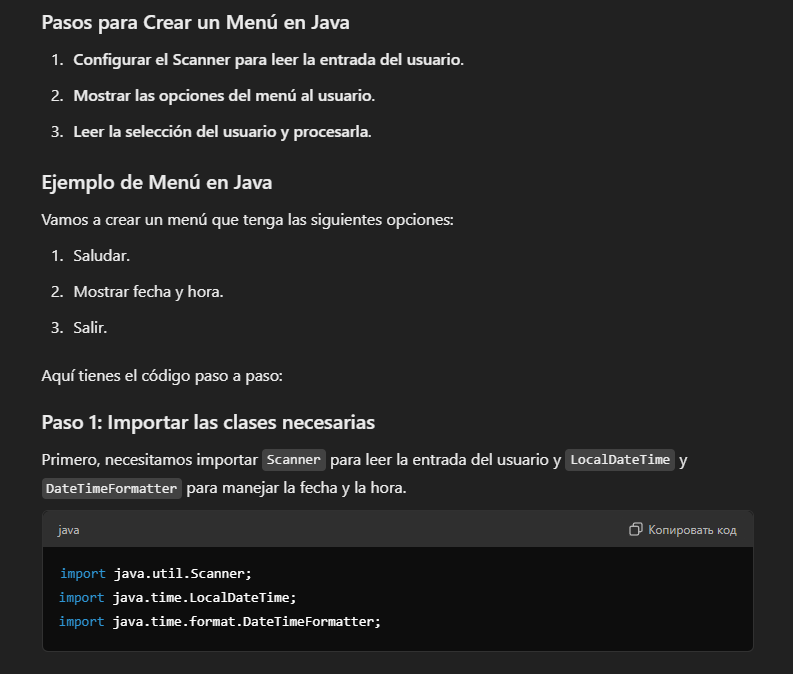 Pasos para Crear un Menú en Java
1. Configurar el Scanner para leer la entrada del usuario.
2. Mostrar las opciones del menú al usuario.
3. Leer la selección del usuario y procesarla.
Ejemplo de Menú en Java
Vamos a crear un menú que tenga las siguientes opciones:
1. Saludar.
2. Mostrar fecha y hora.
3. Salir.
Aquí tienes el código paso a paso:
Paso 1: Importar las clases necesarias
Primero, necesitamos importar Scanner para leer la entrada del usuario y LocalDateTime y
DateTimeFormatter para manejar la fecha y la hora.
java Копировать код
import java.util.Scanner;
import java.time.LocalDateTime;
import java.time.format.DateTimeFormatter;